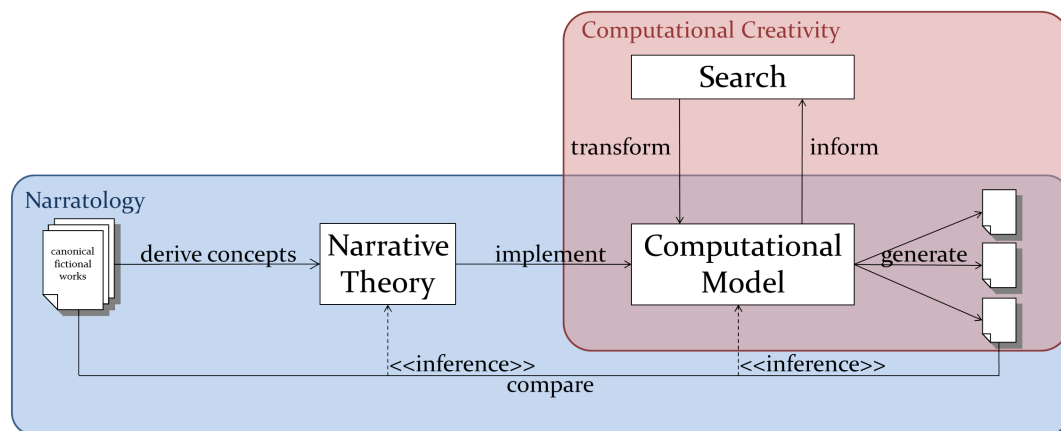 Computational Creativity
Search
transform
inform
Narratology
canonical
fictional
works
derive concepts
Narrative
Theory
implement
Computational
Model
generate
<<inference>>
<<inference>>
compare